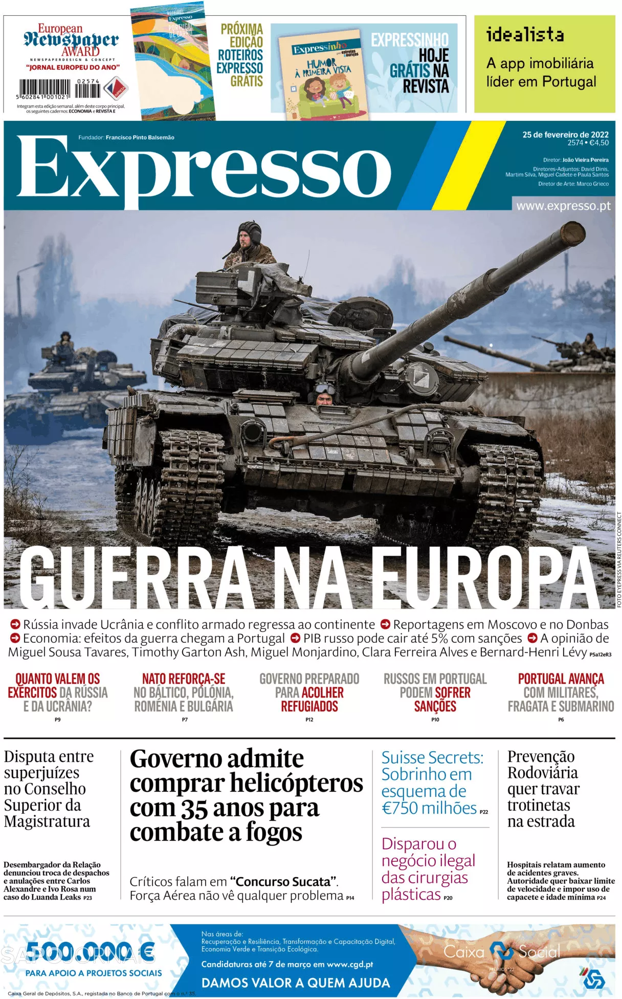 European
Newspaper
AWARD
NEWSPAPERDESIGN & CONCEPT
“JORNAL EUROPEU DO ANO”
02574
5 602841 001021
IMPRESA
Integram esta edição semanal, além deste corpo principal,
os seguintes cadernos: ECONOMIA e REVISTA E
ROTEIROS
Expresso
PORTUGAL
DE CARRO
PRÓXIMA
EDIÇÃO
ROTEIROS
EXPRESSO
GRÁTIS
Expressinho
por estrelas
&OURIÇOS
HUMOR
À PRIMEIRA VISTA
EXPRESSINHO
HOJE
GRÁTIS NA
REVISTA
idealista
A app imobiliária
líder em Portugal
Fundador: Francisco Pinto Balsemão
Expresso
25 de fevereiro de 2022
2574 • €4,50
Diretor: João Vieira Pereira
Diretores-Adjuntos: David Dinis,
Martim Silva, Miguel Cadete e Paula Santos
Diretor de Arte: Marco Grieco
www.expresso.pt
FOTO EYEPRESS VIA REUTERS CONNECT
GUERRA NA EUROPA
Rússia invade Ucrânia e conflito armado regressa ao continente Reportagens em Moscovo e no Donbas
Economia: efeitos da guerra chegam a Portugal PIB russo pode cair até 5% com sanções A opinião de
Miguel Sousa Tavares, Timothy Garton Ash, Miguel Monjardino, Clara Ferreira Alves e Bernard-Henri Lévy P5a12eR3
QUANTO VALEM OS
EXÉRCITOS DA RÚSSIA
E DA UCRÂNIA?
P9
NATO REFORÇA-SE
NO BÁLTICO, POLÓNIA,
ROMÉNIA E BULGÁRIA
P7
GOVERNO PREPARADO
PARA ACOLHER
REFUGIADOS
P12
RUSSOS EM PORTUGAL
PODEM SOFRER
SANÇÕES
P10
PORTUGAL AVANÇA
COM MILITARES,
FRAGATA E SUBMARINO
P6
Disputa entre
superjuízes
no Conselho
Superior da
Magistratura
Desembargador da Relação
denunciou troca de despachos
e anulações entre Carlos
Alexandre e Ivo Rosa num
caso do Luanda Leaks P23
Governo admite
comprar helicópteros
com 35 anos para
combate a fogos
Críticos falam em “Concurso Sucata”.
Força Aérea não vê qualquer problema P14
Suisse Secrets:
Sobrinho em
esquema de
€750 milhões P22
Disparou o
negócio ilegal
das cirurgias
plásticas P20
Prevenção
Rodoviária
quer travar
trotinetas
na estrada
Hospitais relatam aumento
de acidentes graves.
Autoridade quer baixar limite
de velocidade e impor uso de
capacete e idade mínima P24
500.000 €
SAPOJORNAIS
PARA APOIO A PROJETOS SOCIAIS
Caixa Geral de Depósitos, S.A., registada no Banco de Portugal com o n.º 35.
Nas áreas de:
Recuperação e Resiliência, Transformação e Capacitação Digital,
Economia Verde e Transição Ecológica.
Candidaturas até 7 de março em www.cgd.pt
DAMOS VALOR A QUEM AJUDA
Caixa Social
PRÉMIOS '22